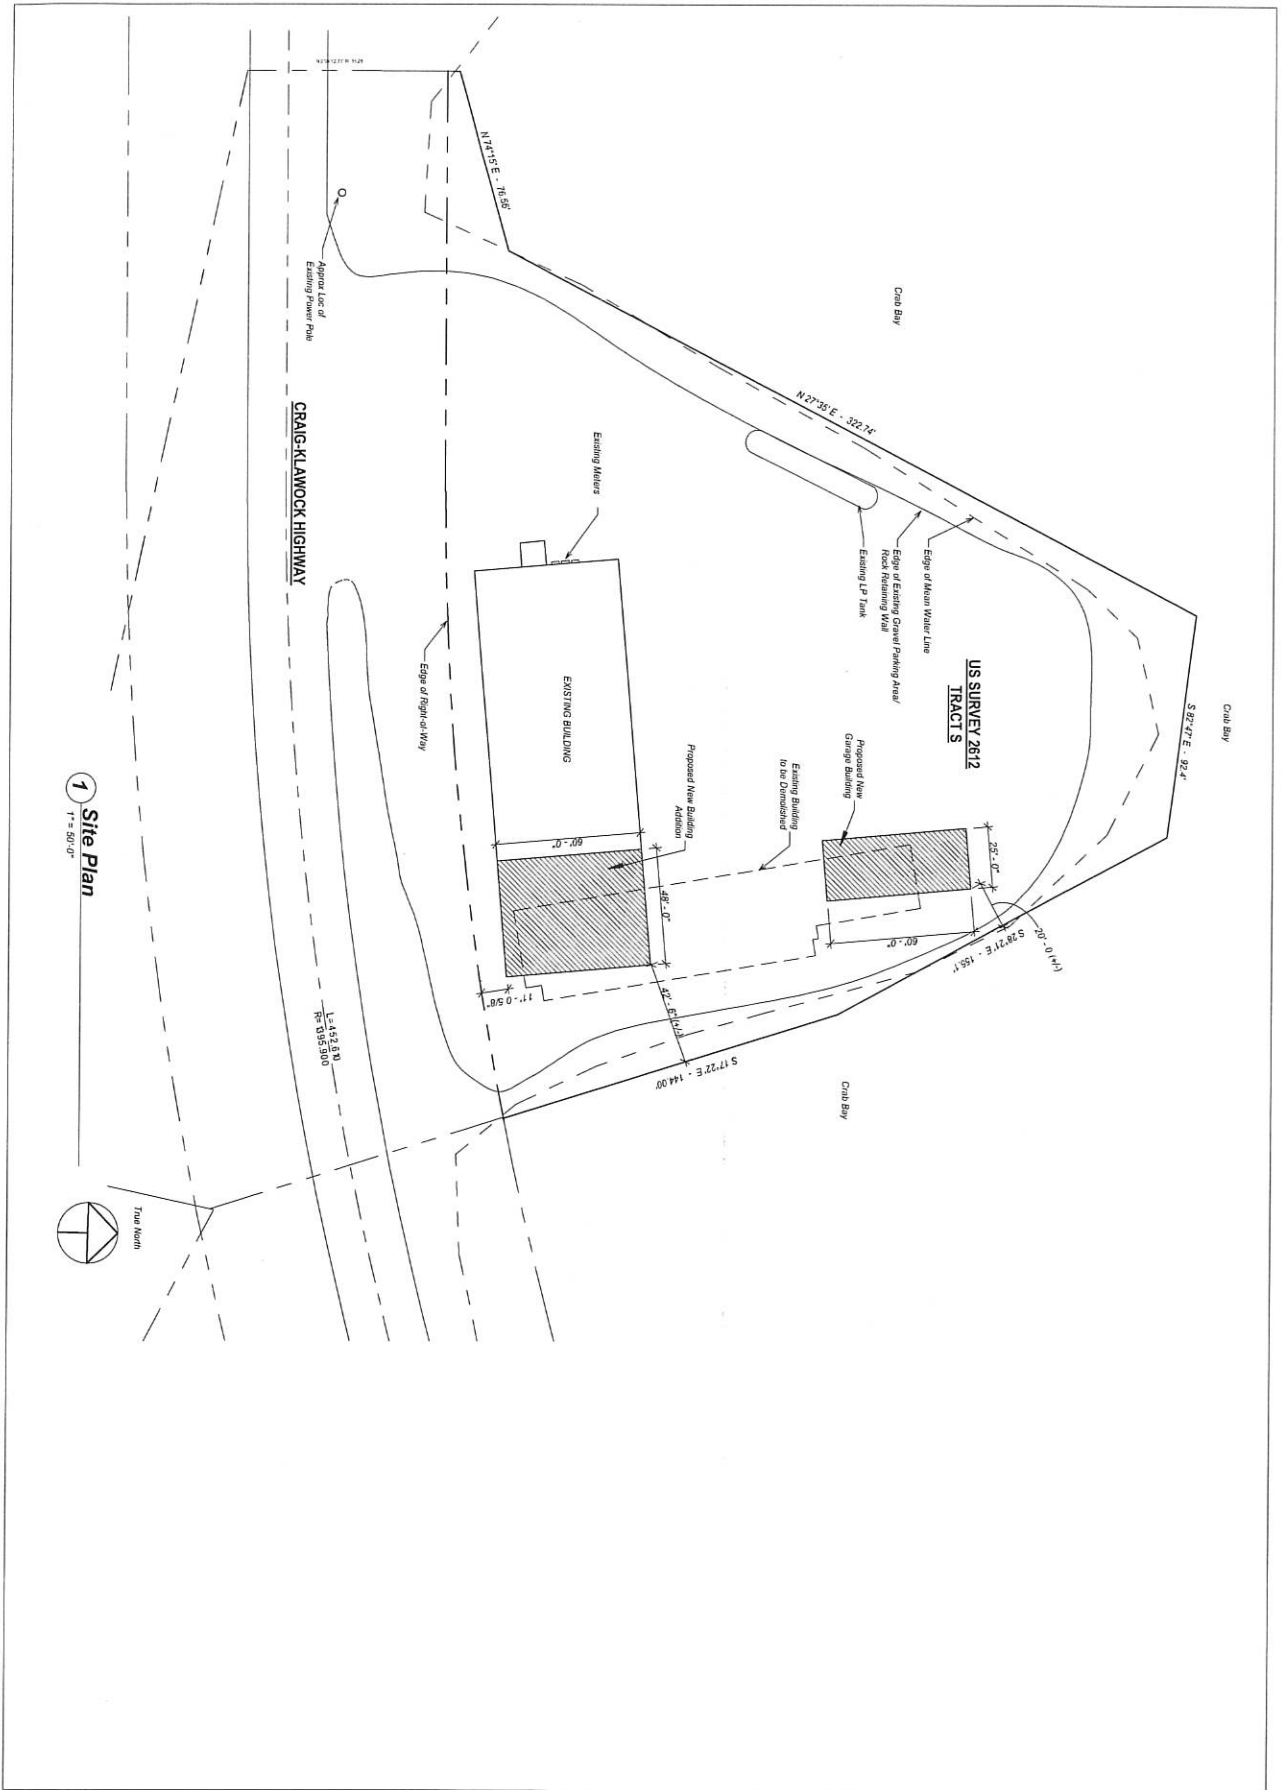 N 74°15' E - 76.56'
Crab Bay
N 27°35' E - 322.74'
Crab Bay
S 82°47' E - 92.4'
Approx Loc of
Existing Power Pole
CRAIG-KLAWOCK HIGHWAY
Existing Meters
Edge of Mean Water Line
Edge of Existing Gravel Parking Area/
Rock Retaining Wall
Existing LP Tank
US SURVEY 2612
TRACT S
Edge of Right-of-Way
EXISTING BUILDING
Proposed New
Garage Building
Existing Building
to be Demolished
Proposed New Building
Addition
25' - 0"
60' - 0"
48' - 0"
60' - 0"
20' - 0 (+/-)
S 28°21' E - 155.1'
11' - 0 5/8"
42' - 6" (+/-)
S 17°22' E - 144.00'
Crab Bay
L=452.610
R=1395.900
1
Site Plan
1" = 50'-0"
True North